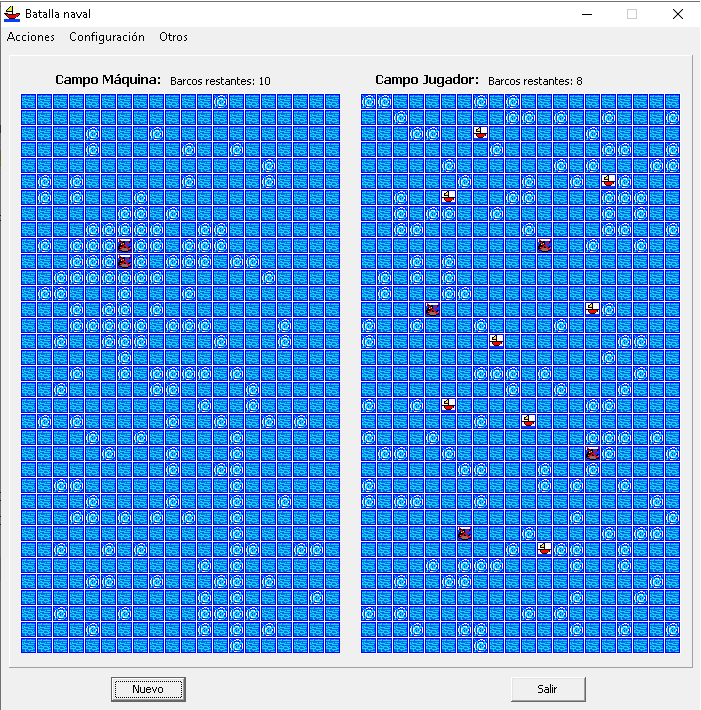 Batalla naval
Acciones Configuración Otros
Campo Máquina: Barcos restantes: 10
Campo Jugador: Barcos restantes: 8
Nuevo
Salir